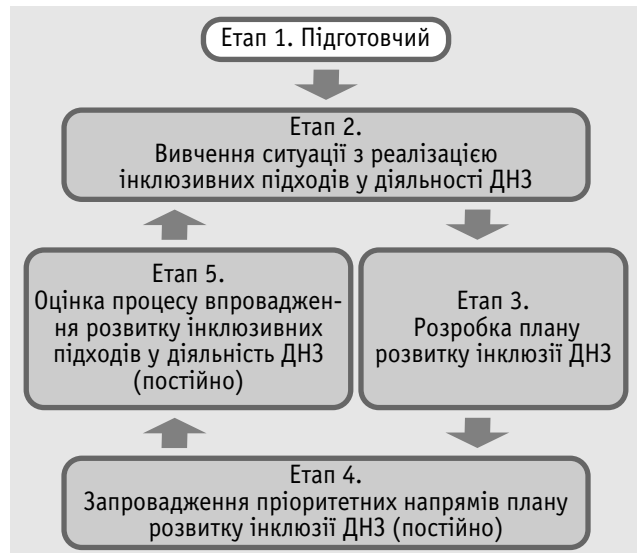 Етап 1. Підготовчий
Етап 2.
Вивчення ситуації з реалізацією
інклюзивних підходів у діяльності ДНЗ
Етап 5.
Оцінка процесу впроваджен-
ня розвитку інклюзивних
підходів у діяльність ДНЗ
(постійно)
Етап 3.
Розробка плану
розвитку інклюзії ДНЗ
Етап 4.
Запровадження пріоритетних напрямів плану
розвитку інклюзії ДНЗ (постійно)